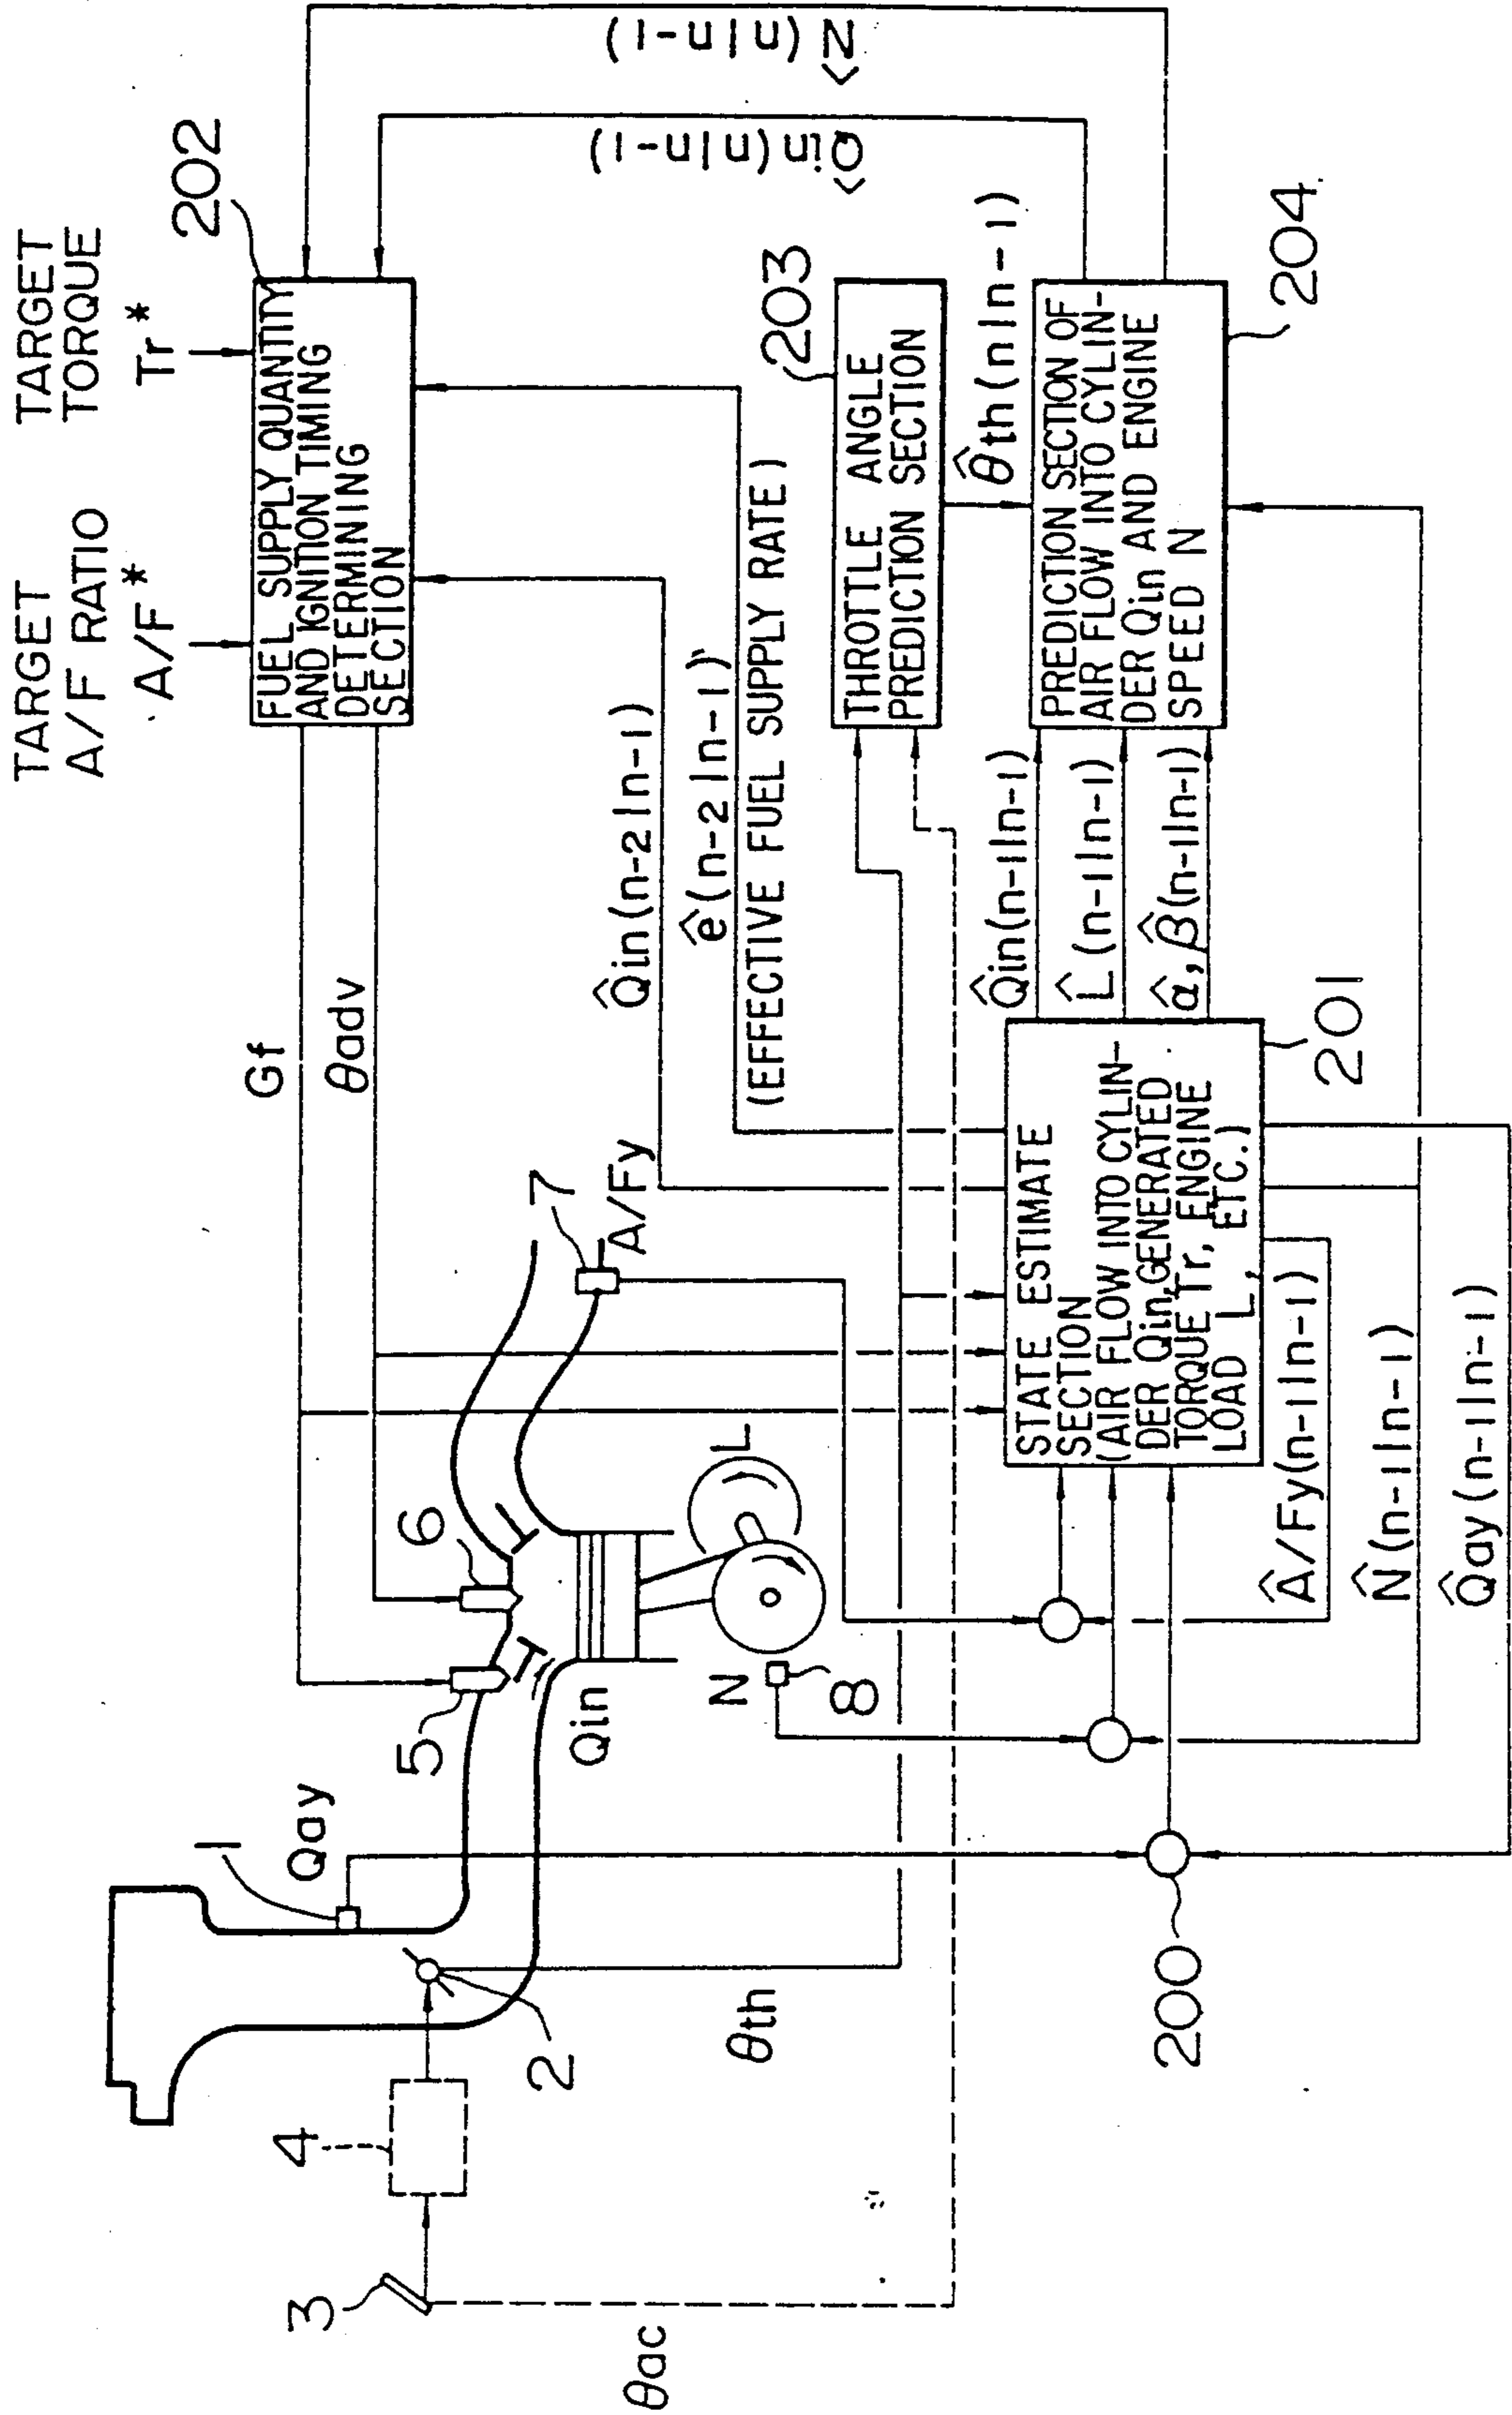 TARGET
A/F RATIO
A/F*
TARGET
TORQUE
Tr*
202
FUEL SUPPLY QUANTITY
AND IGNITION TIMING
DETERMINING
SECTION
Gf
θadv
N̂(n|n-1)
Q̂in(n|n-1)
Q̂in(n-2|n-1)
ê(n-2|n-1)
(EFFECTIVE FUEL SUPPLY RATE)
203
THROTTLE ANGLE
PREDICTION SECTION
θ̂th(n|n-1)
204
PREDICTION SECTION OF
AIR FLOW INTO CYLIN-
DER Qin AND ENGINE
SPEED N
Q̂in(n-1|n-1)
L̂(n-1|n-1)
α̂,β̂(n-1|n-1)
201
STATE ESTIMATE
SECTION
(AIR FLOW INTO CYLIN-
DER Qin,GENERATED
TORQUE Tr, ENGINE
LOAD L, ETC.)
Â/Fy(n-1|n-1)
N̂(n-1|n-1)
Q̂ay(n-1|n-1)
7
A/Fy
6
5
L
N
8
Qin
1
Qay
2
θth
4
3
θac
200